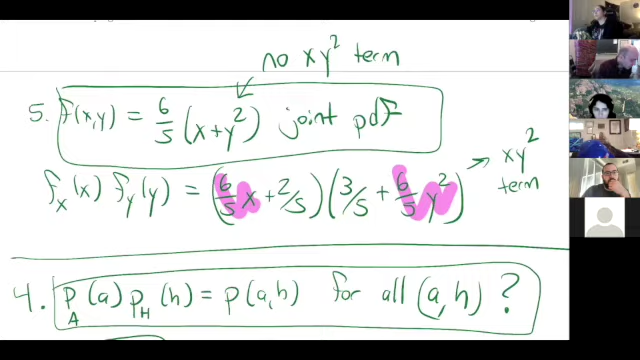 no xy² term
5. f(x,y) = 6/5 (x+y²) joint pdf
f_X(x) f_Y(y) = (6/5 x + 2/5)(3/5 + 6/5 y²) → xy² term
4. P_A(a) P_H(h) = p(a,h) for all (a,h) ?